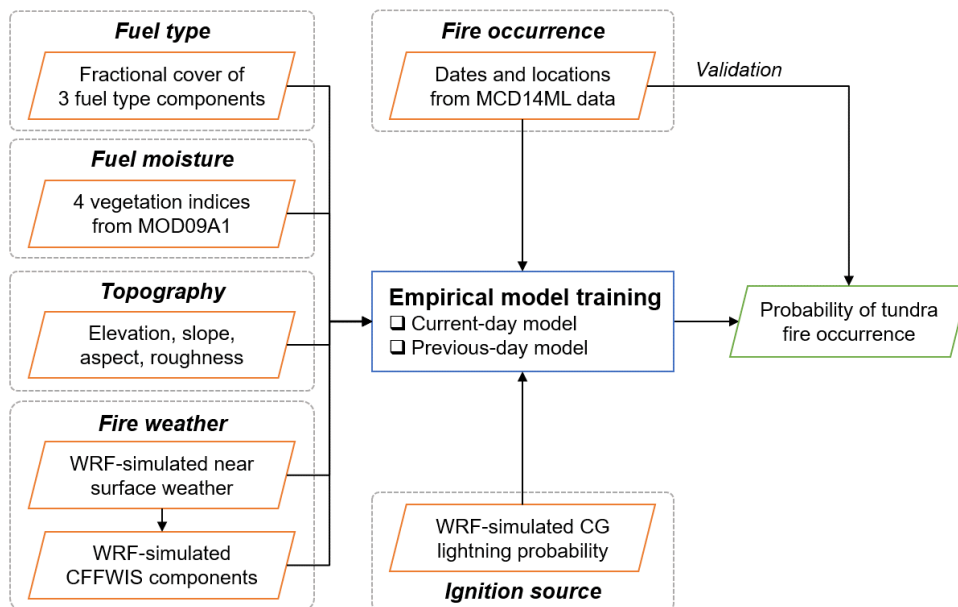 Fuel type
Fractional cover of
3 fuel type components
Fuel moisture
4 vegetation indices
from MOD09A1
Topography
Elevation, slope,
aspect, roughness
Fire weather
WRF-simulated near
surface weather
WRF-simulated
CFFWIS components
Fire occurrence
Dates and locations
from MCD14ML data
Validation
Empirical model training
❑ Current-day model
❑ Previous-day model
Probability of tundra
fire occurrence
WRF-simulated CG
lightning probability
Ignition source